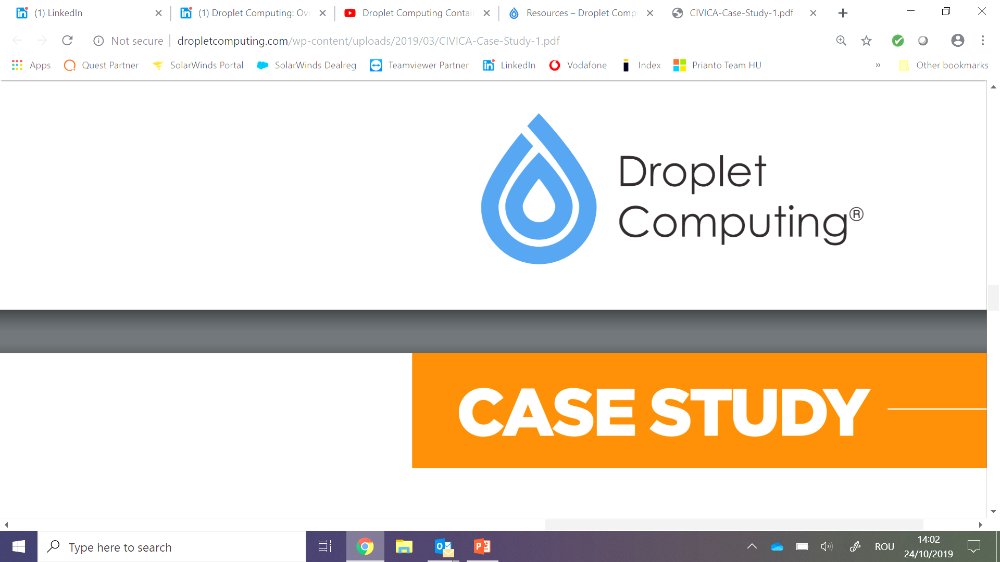 (1) LinkedIn
(1) Droplet Computing: Ove
Droplet Computing Contai
Resources – Droplet Comp
CIVICA-Case-Study-1.pdf
Not secure
dropletcomputing.com/wp-content/uploads/2019/03/CIVICA-Case-Study-1.pdf
Apps
Quest Partner
SolarWinds Portal
SolarWinds Dealreg
Teamviewer Partner
LinkedIn
Vodafone
Index
Prianto Team HU
»
Other bookmarks
Droplet
Computing®
CASE STUDY
Type here to search
ROU
14:02
24/10/2019